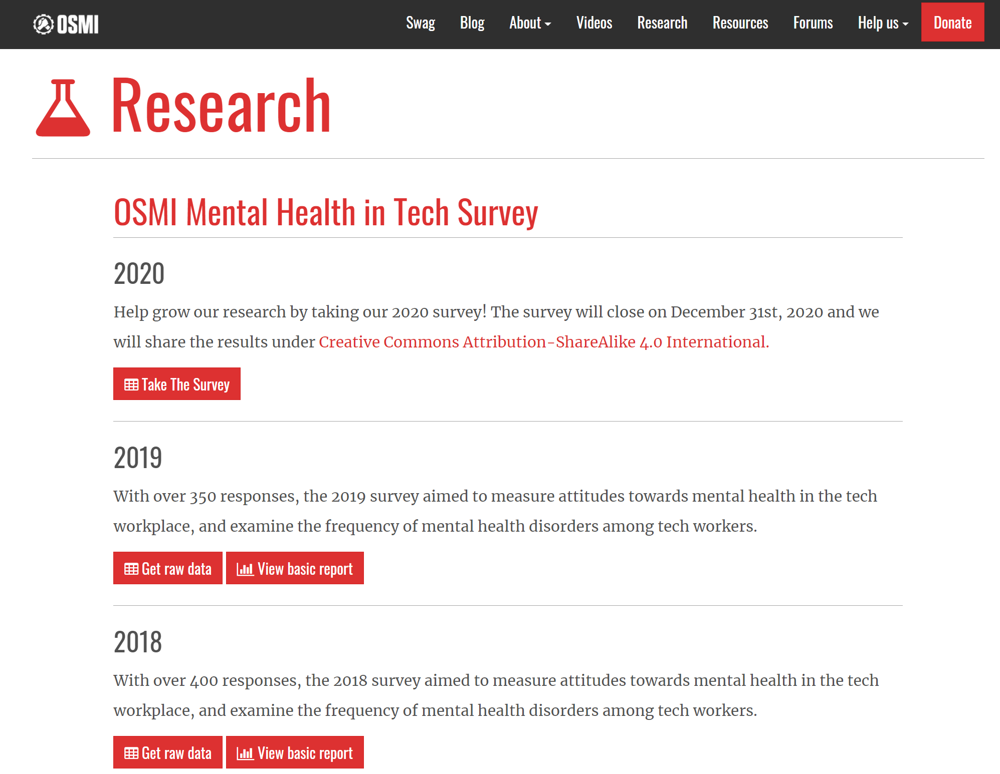 OSMI
Swag Blog About Videos Research Resources Forums Help us Donate
Research
OSMI Mental Health in Tech Survey
2020
Help grow our research by taking our 2020 survey! The survey will close on December 31st, 2020 and we
will share the results under Creative Commons Attribution-ShareAlike 4.0 International.
Take The Survey
2019
With over 350 responses, the 2019 survey aimed to measure attitudes towards mental health in the tech
workplace, and examine the frequency of mental health disorders among tech workers.
Get raw data View basic report
2018
With over 400 responses, the 2018 survey aimed to measure attitudes towards mental health in the tech
workplace, and examine the frequency of mental health disorders among tech workers.
Get raw data View basic report